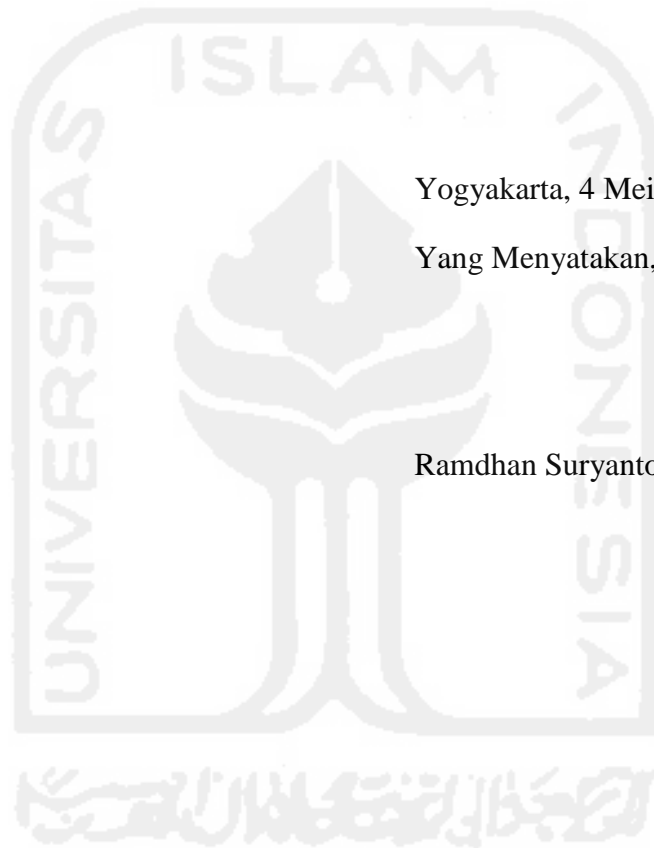 ISLAM
UNIVERSITAS
INDONESIA
Yogyakarta, 4 Mei
Yang Menyatakan,
Ramdhan Suryanto